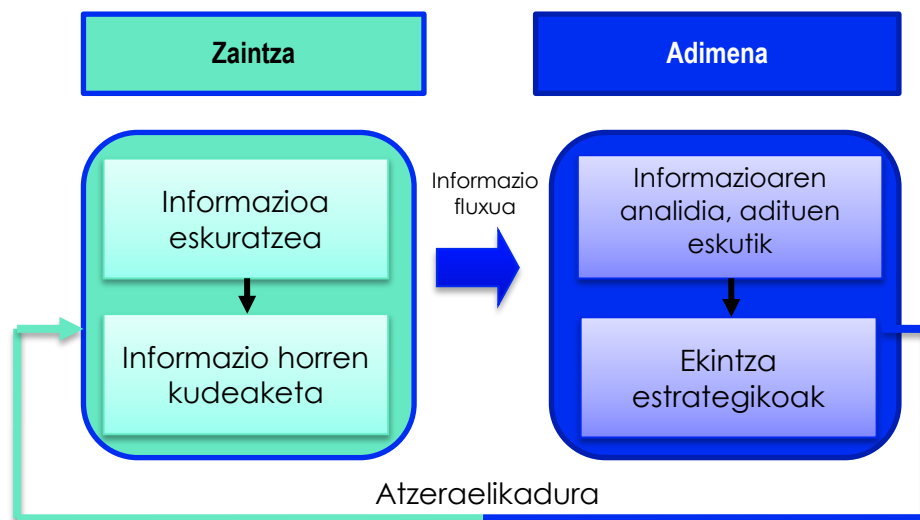 Zaintza
Adimena
Informazioa
eskuratzea
Informazio horren
kudeaketa
Informazio
fluxua
Informazioaren
analidia, adituen
eskutik
Ekintza
estrategikoak
Atzeraelikadura